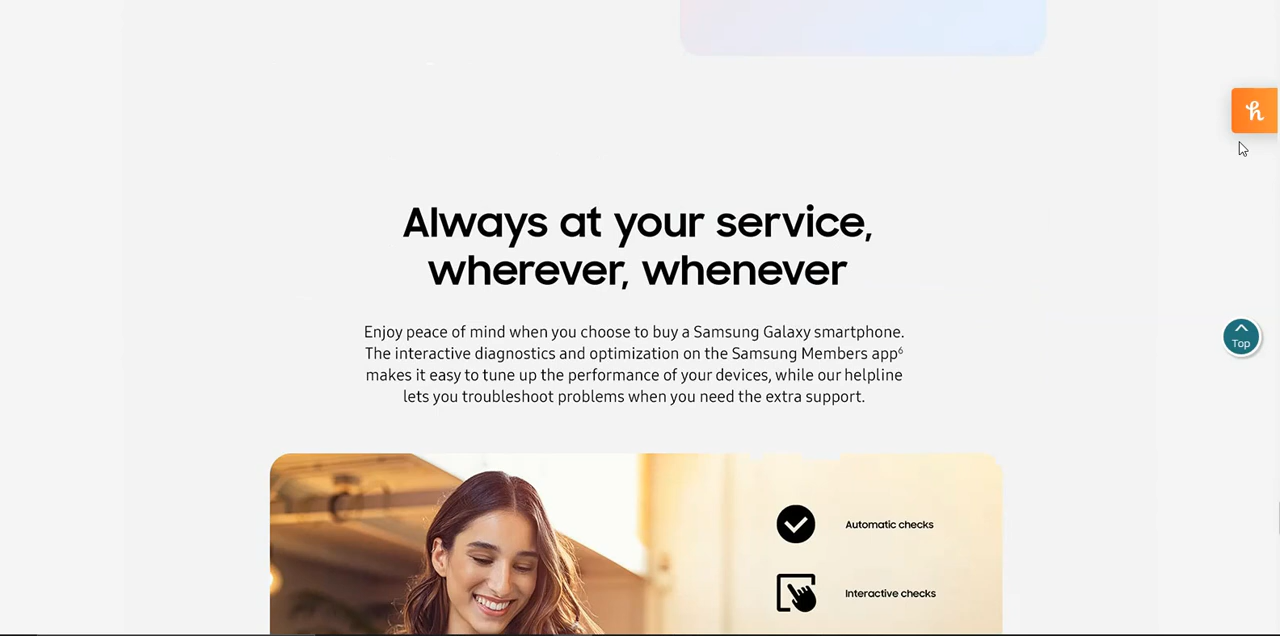 h
Always at your service,
wherever, whenever
Enjoy peace of mind when you choose to buy a Samsung Galaxy smartphone.
The interactive diagnostics and optimization on the Samsung Members app⁶
makes it easy to tune up the performance of your devices, while our helpline
lets you troubleshoot problems when you need the extra support.
Top
Automatic checks
Interactive checks